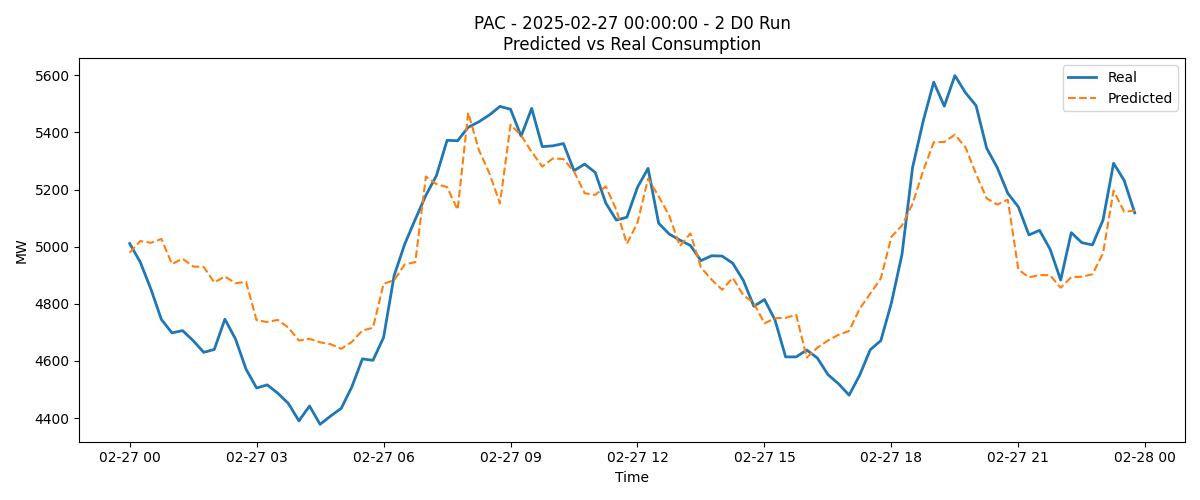 PAC - 2025-02-27 00:00:00 - 2 D0 Run
Predicted vs Real Consumption
Real
Predicted
MW
5600
5400
5200
5000
4800
4600
4400
02-27 00
02-27 03
02-27 06
02-27 09
02-27 12
02-27 15
02-27 18
02-27 21
02-28 00
Time